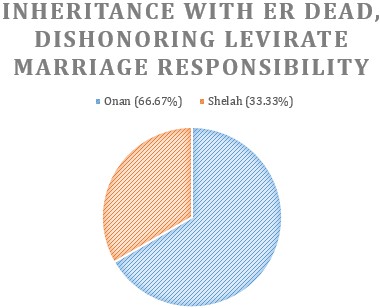 INHERITANCE WITH ER DEAD,
DISHONORING LEVIRATE
MARRIAGE RESPONSIBILITY
Onan (66.67%) Shelah (33.33%)